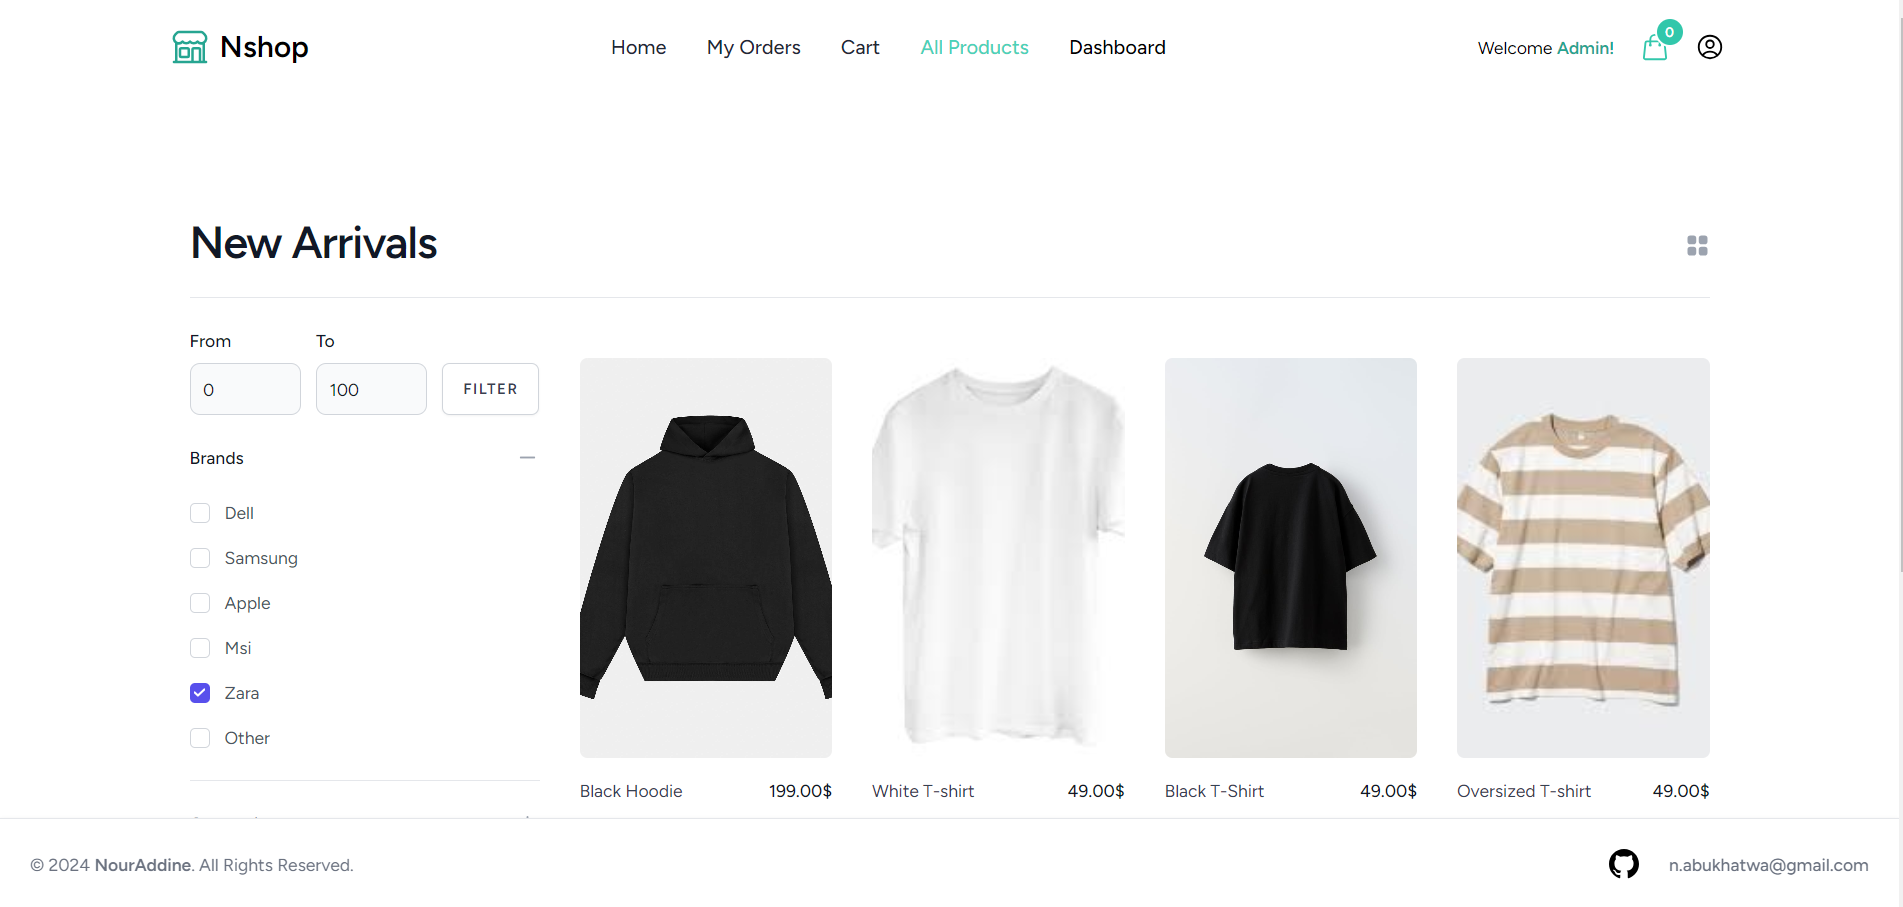 Nshop
Home My Orders Cart All Products Dashboard
Welcome Admin! 0
New Arrivals
From To
0 100 FILTER
Brands
Dell
Samsung
Apple
Msi
Zara
Other
Black Hoodie 199.00$
White T-shirt 49.00$
Black T-Shirt 49.00$
Oversized T-shirt 49.00$
© 2024 NourAddine. All Rights Reserved.
n.abukhatwa@gmail.com